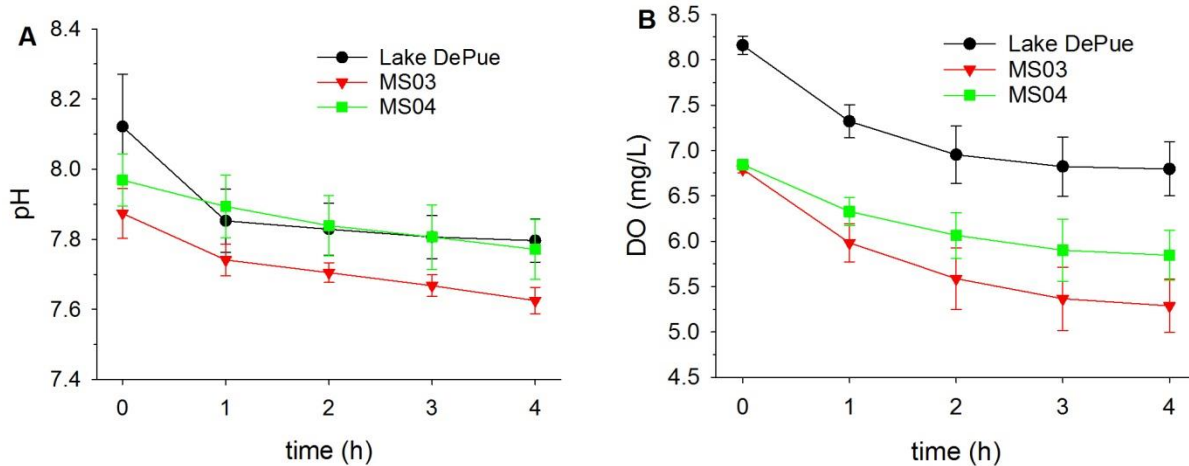 A
8.4
8.2
8.0
7.8
7.6
7.4
pH
Lake DePue
MS03
MS04
0 1 2 3 4
time (h)
B
8.5
8.0
7.5
7.0
6.5
6.0
5.5
5.0
4.5
DO (mg/L)
Lake DePue
MS03
MS04
0 1 2 3 4
time (h)